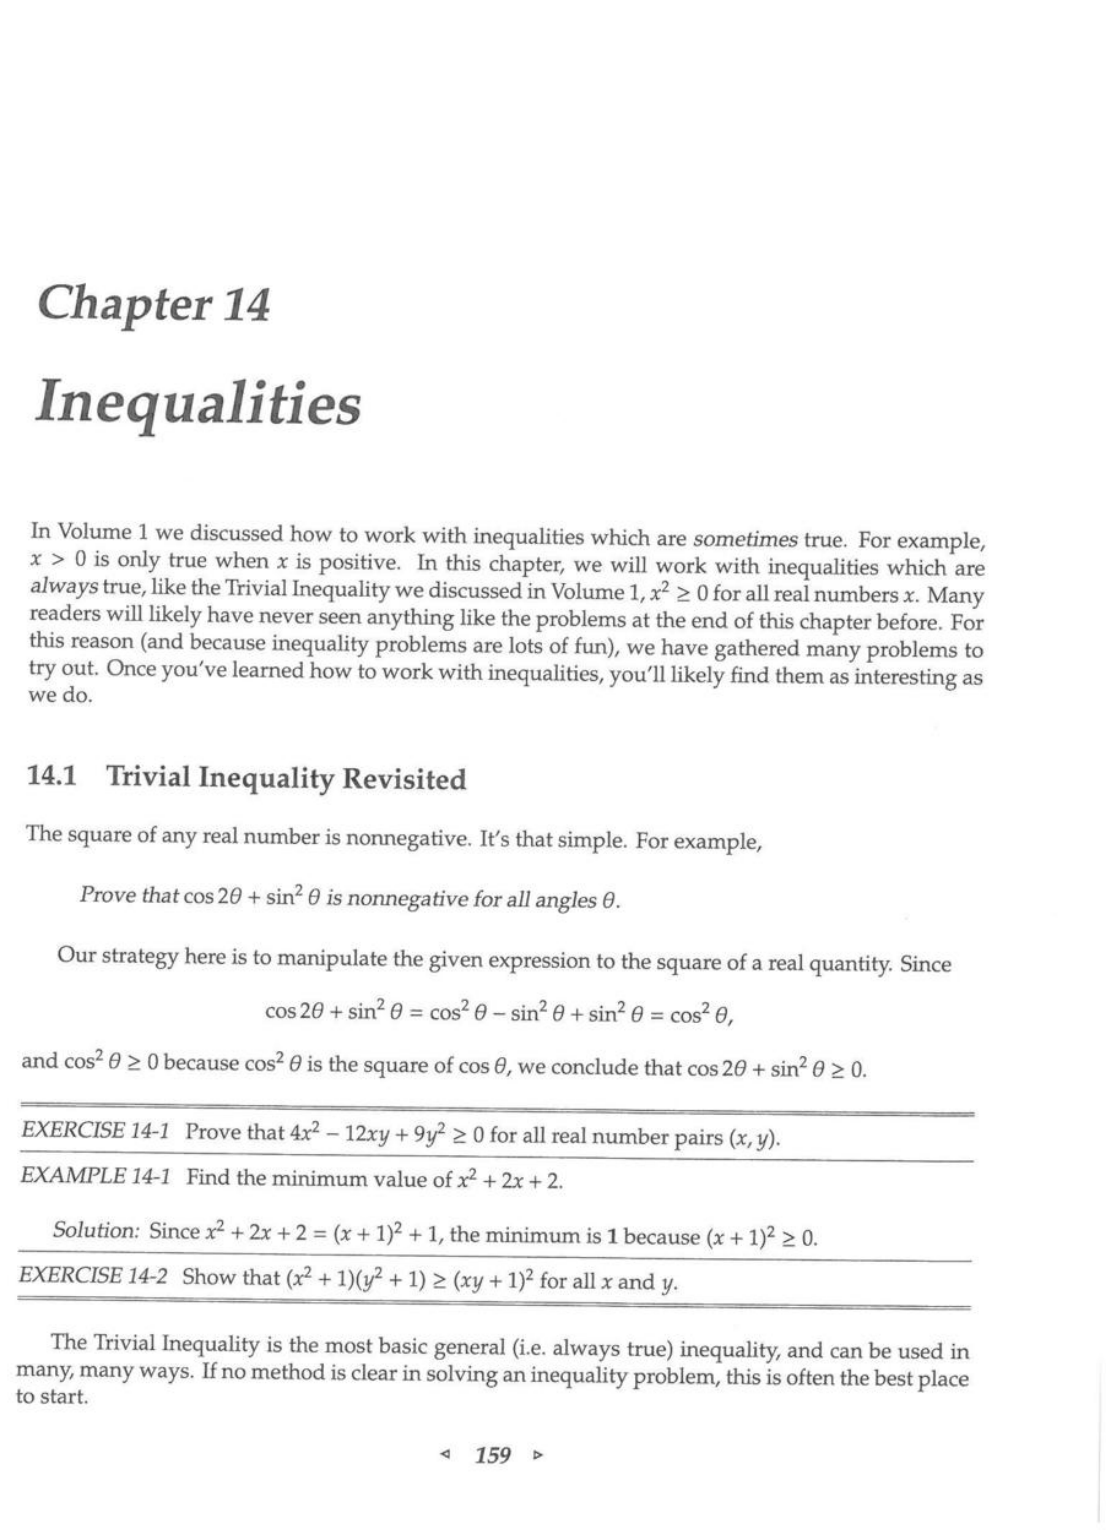 Chapter 14
Inequalities
In Volume 1 we discussed how to work with inequalities which are sometimes true. For example,
x > 0 is only true when x is positive. In this chapter, we will work with inequalities which are
always true, like the Trivial Inequality we discussed in Volume 1, x² ≥ 0 for all real numbers x. Many
readers will likely have never seen anything like the problems at the end of this chapter before. For
this reason (and because inequality problems are lots of fun), we have gathered many problems to
try out. Once you've learned how to work with inequalities, you'll likely find them as interesting as
we do.
14.1 Trivial Inequality Revisited
The square of any real number is nonnegative. It's that simple. For example,
Prove that cos 2θ + sin² θ is nonnegative for all angles θ.
Our strategy here is to manipulate the given expression to the square of a real quantity. Since
cos 2θ + sin² θ = cos² θ − sin² θ + sin² θ = cos² θ,
and cos² θ ≥ 0 because cos² θ is the square of cos θ, we conclude that cos 2θ + sin² θ ≥ 0.
EXERCISE 14-1 Prove that 4x² − 12xy + 9y² ≥ 0 for all real number pairs (x, y).
EXAMPLE 14-1 Find the minimum value of x² + 2x + 2.
Solution: Since x² + 2x + 2 = (x + 1)² + 1, the minimum is 1 because (x + 1)² ≥ 0.
EXERCISE 14-2 Show that (x² + 1)(y² + 1) ≥ (xy + 1)² for all x and y.
The Trivial Inequality is the most basic general (i.e. always true) inequality, and can be used in
many, many ways. If no method is clear in solving an inequality problem, this is often the best place
to start.
◁ 159 ▷